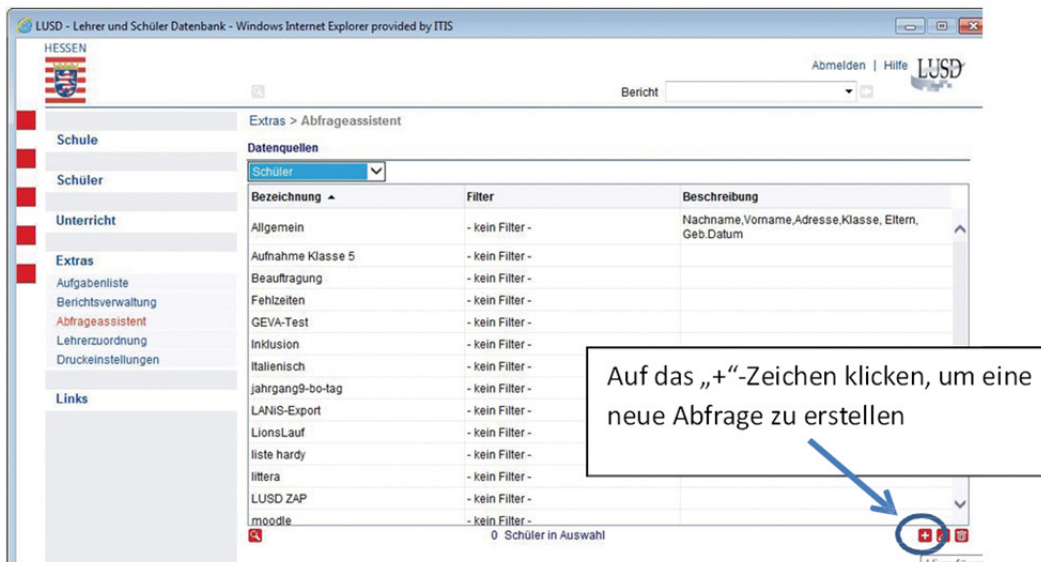 LUSD - Lehrer und Schüler Datenbank - Windows Internet Explorer provided by ITIS
HESSEN
Abmelden | Hilfe LUSD
Bericht
Extras > Abfrageassistent
Schule
Schüler
Unterricht
Extras
Aufgabenliste
Berichtsverwaltung
Abfrageassistent
Lehrerzuordnung
Druckeinstellungen
Links
Datenquellen
Schüler
Bezeichnung Filter Beschreibung
Allgemein - kein Filter - Nachname,Vorname,Adresse,Klasse, Eltern,
Geb.Datum
Aufnahme Klasse 5 - kein Filter -
Beauftragung - kein Filter -
Fehlzeiten - kein Filter -
GEVA-Test - kein Filter -
Inklusion - kein Filter -
Italienisch - kein Filter -
jahrgang9-bo-tag - kein Filter -
LANiS-Export - kein Filter -
LionsLauf - kein Filter -
liste hardy - kein Filter -
littera - kein Filter -
LUSD ZAP - kein Filter -
moodle - kein Filter -
0 Schüler in Auswahl
Auf das „+“-Zeichen klicken, um eine
neue Abfrage zu erstellen